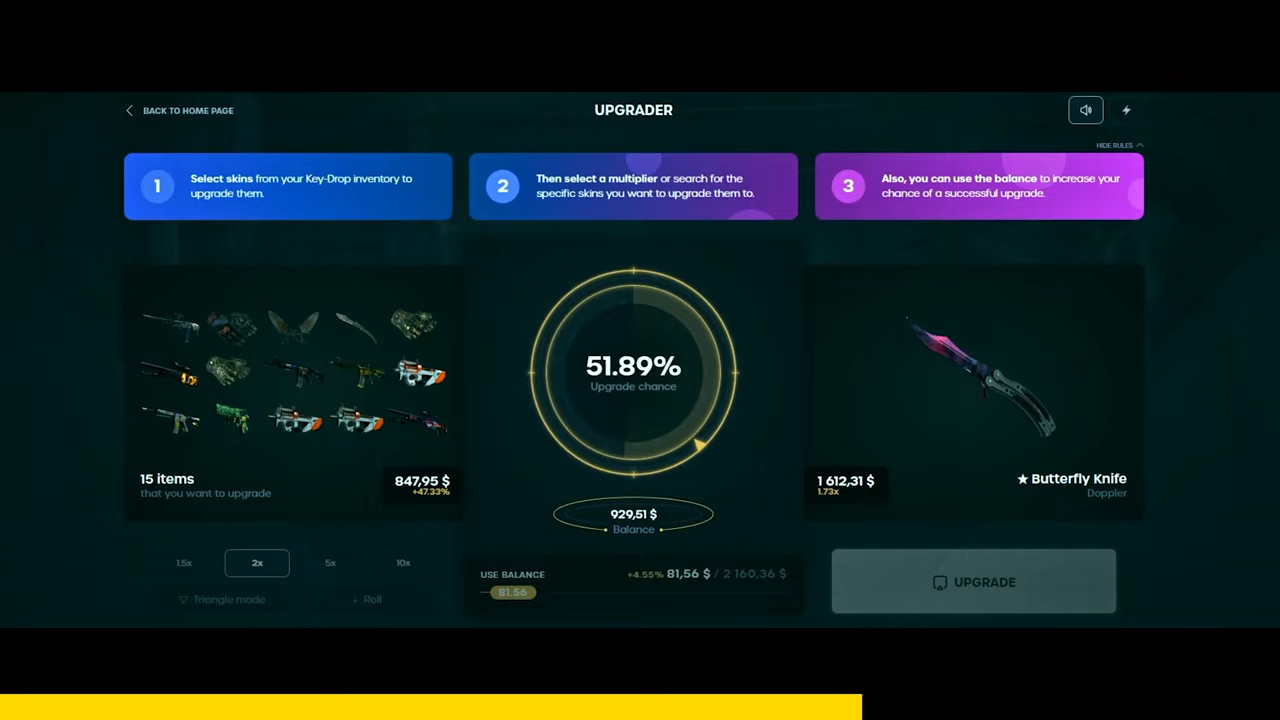 BACK TO HOME PAGE
UPGRADER
HIDE RULES
1
Select skins from your Key-Drop inventory to
upgrade them.
2
Then select a multiplier or search for the
specific skins you want to upgrade them to.
3
Also, you can use the balance to increase your
chance of a successful upgrade.
51.89%
Upgrade chance
15 items
that you want to upgrade
847,95 $
+47.33%
929,51 $
Balance
1 612,31 $
1.73x
★ Butterfly Knife
Doppler
1.5x
2x
5x
10x
Triangle mode
Roll
USE BALANCE
+4.55% 81,56 $ / 2 160,36 $
81.56
UPGRADE